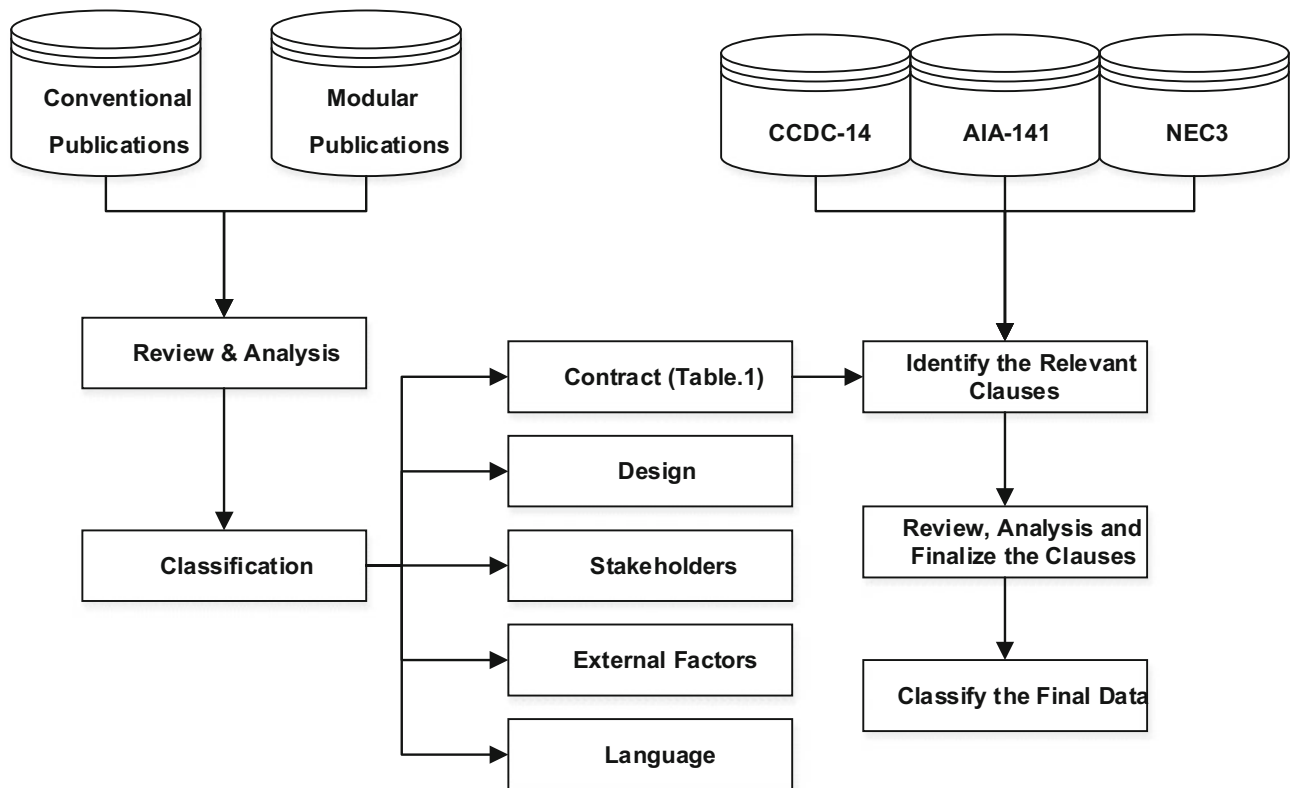 Conventional
Publications
Modular
Publications
CCDC-14
AIA-141
NEC3
Review & Analysis
Classification
Contract (Table.1)
Design
Stakeholders
External Factors
Language
Identify the Relevant
Clauses
Review, Analysis and
Finalize the Clauses
Classify the Final Data